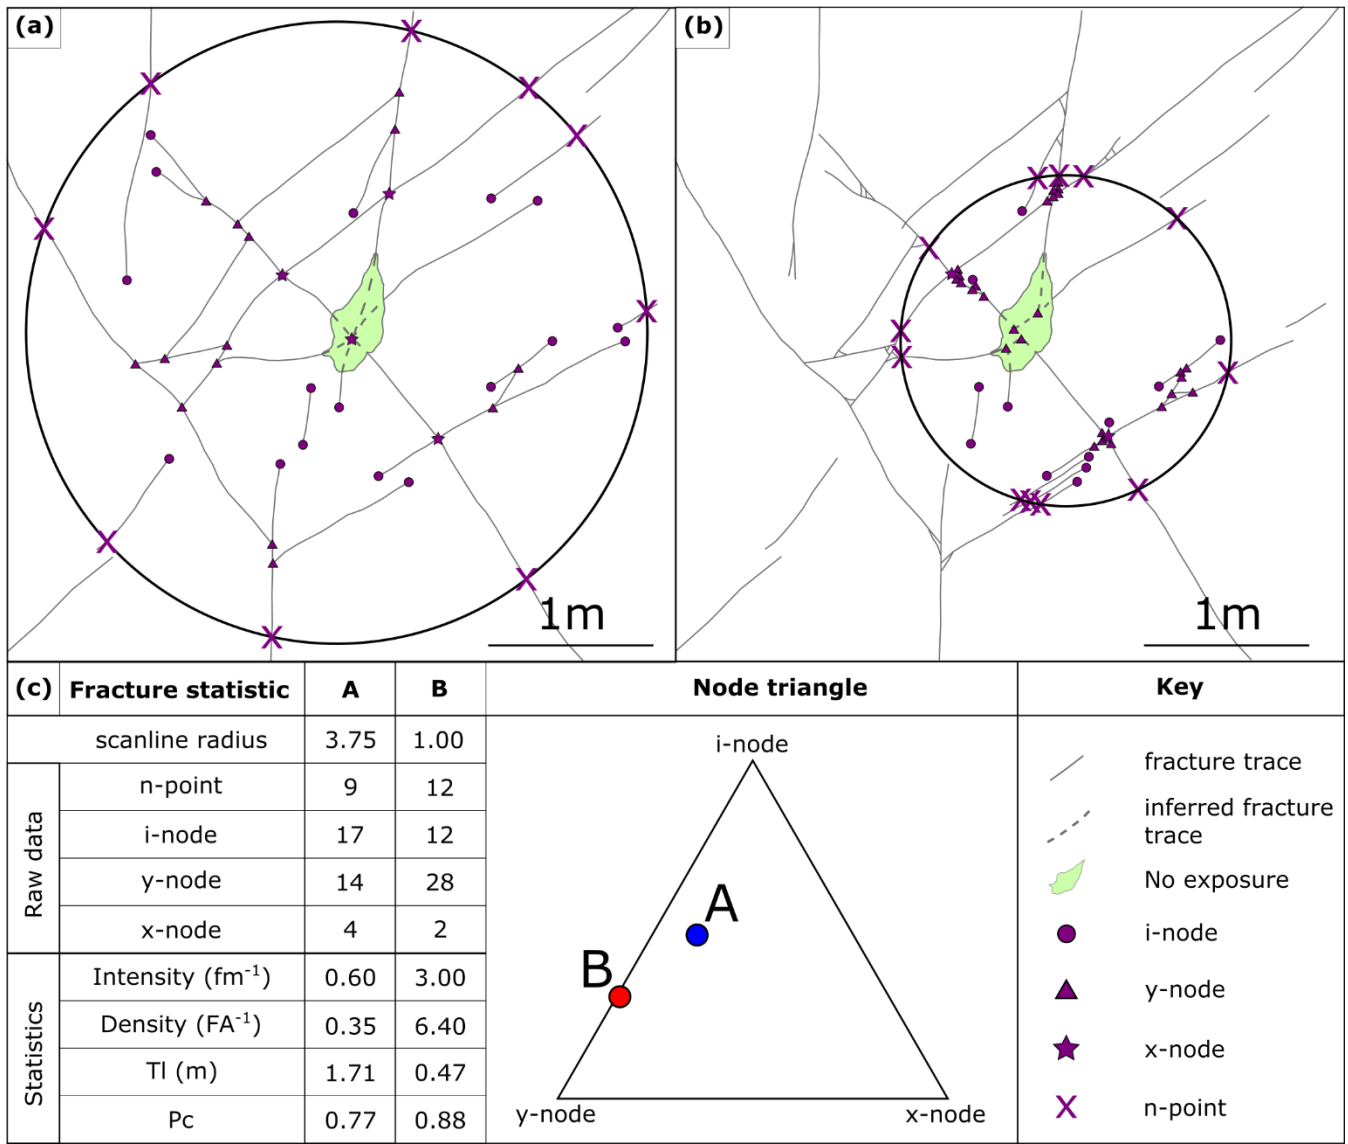 (a)
(b)
1m
1m
(c) Fracture statistic A B
scanline radius 3.75 1.00
Raw data
n-point 9 12
i-node 17 12
y-node 14 28
x-node 4 2
Statistics
Intensity (fm⁻¹) 0.60 3.00
Density (FA⁻¹) 0.35 6.40
Tl (m) 1.71 0.47
Pc 0.77 0.88
Node triangle
i-node
A
B
y-node
x-node
Key
fracture trace
inferred fracture
trace
No exposure
i-node
y-node
x-node
n-point